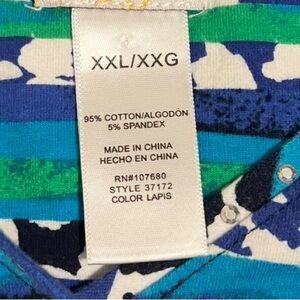 XXL/XXG
95% COTTON/ALGODÓN
5% SPANDEX
MADE IN CHINA
HECHO EN CHINA
RN#107680
STYLE 37172
COLOR LAPIS